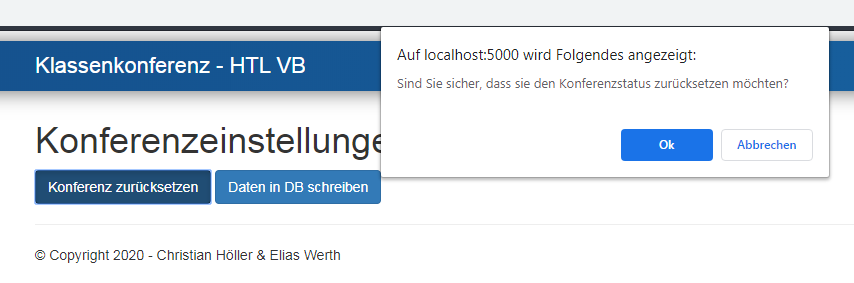 Auf localhost:5000 wird Folgendes angezeigt:
Sind Sie sicher, dass sie den Konferenzstatus zurücksetzen möchten?
Ok Abbrechen
Klassenkonferenz - HTL VB
Konferenzeinstellunge
Konferenz zurücksetzen Daten in DB schreiben
© Copyright 2020 - Christian Höller & Elias Werth